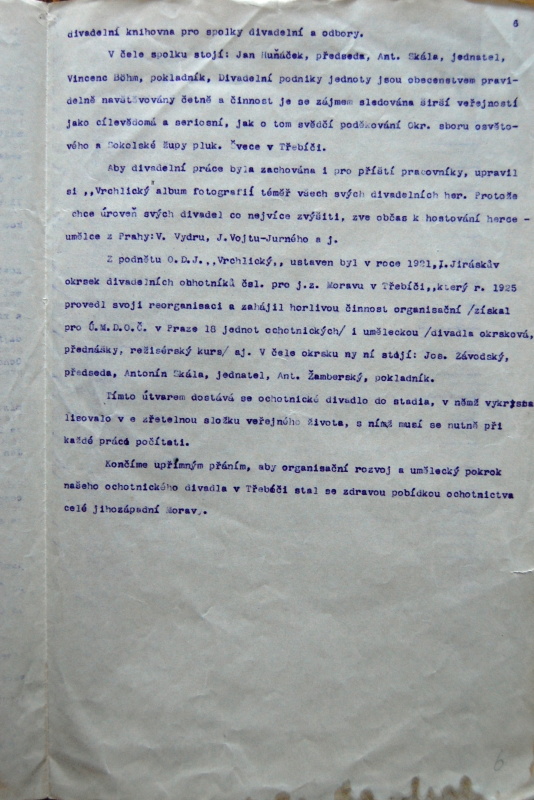 6
divadelní knihovna pro spolky divadelní a odbory.
V čele spolku stojí: Jan Huňáček, předseda, Ant. Skála, jednatel,
Vincenc Böhm, pokladník, Divadelní podniky jednoty jsou obecenstvem pravi-
delně navštěvovány četně a činnost je se zájmem sledována širší veřejností
jako cílevědomá a seriosní, jak o tom svědčí poděkování Okr. sboru osvěto-
vého a Sokolské župy pluk. Švece v Třebíči.
Aby divadelní práce byla zachována i pro příští pracovníky, upravil
si ,,Vrchlický album fotografií téměř všech svých divadelních her. Protože
chce úroveň svých divadel co nejvíce zvýšiti, zve občas k hostování herce -
umělce z Prahy: V. Vydru, J. Vojtu-Jurného a j.
Z podnětu O.D.J. ,,Vrchlický,, ustaven byl v roce 1921,I.Jiráskův
okrsek divadelních obhotníků čsl. pro j.z. Moravu v Třebíči,,který r. 1925
provedl svoji reorganisaci a zahájil horlivou činnost organisační /získal
pro Ú.M.D.O.Č. v Praze 18 jednot ochotnických/ i uměleckou /divadla okrsková,
přednášky, režisérský kurs/ aj. V čele okrsku ny ní stójí: Jos. Závodský,
předseda, Antonín Skála, jednatel, Ant. Žamberský, pokladník.
Tímto útvarem dostává se ochotnické divadlo do stadia, v němž vykrysta
lisovalo v e zřetelnou složku veřejného života, s nímž musí se nutně při
každé práci počítati.
Končíme upřímným přáním, aby organisační rozvoj a umělecký pokrok
našeho ochotnického divadla v Třebíči stal se zdravou pobídkou ochotnictva
celé jihozápadní Moravy.
6